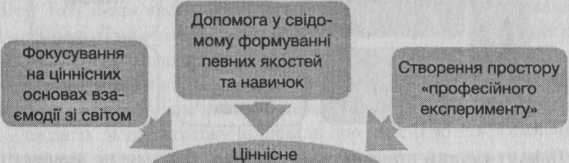 Фокусування
на ціннісних
основах вза-
ємодії зі світом
Допомога у свідо-
мому формуванні
певних якостей
та навичок
Створення простору
«професійного
експерименту»
Ціннісне